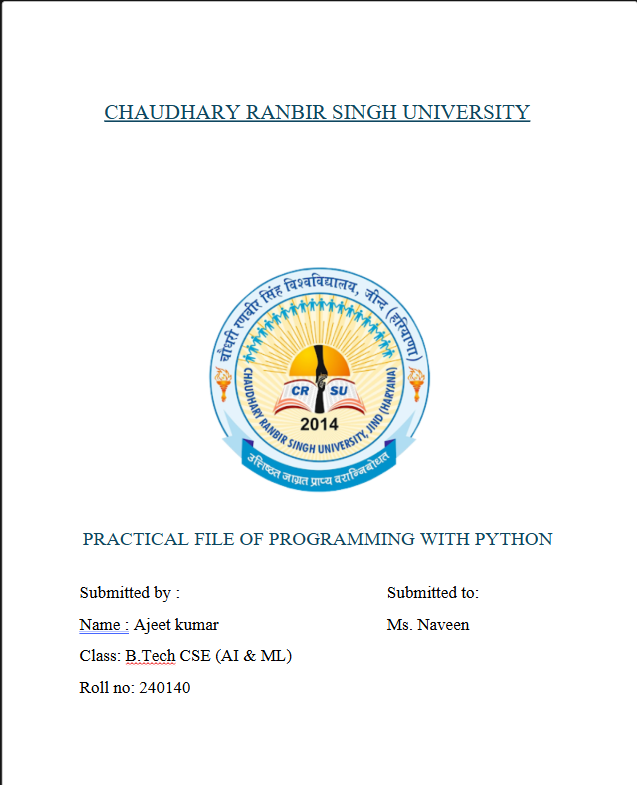 CHAUDHARY RANBIR SINGH UNIVERSITY
चौधरी रणबीर सिंह विश्वविद्यालय, जीन्द (हरियाणा)
CR SU
2014
CHAUDHARY RANBIR SINGH UNIVERSITY, JIND (HARYANA)
उत्तिष्ठत जाग्रत प्राप्य वरान्निबोधत
PRACTICAL FILE OF PROGRAMMING WITH PYTHON
Submitted by : Submitted to:
Name : Ajeet kumar Ms. Naveen
Class: B.Tech CSE (AI & ML)
Roll no: 240140